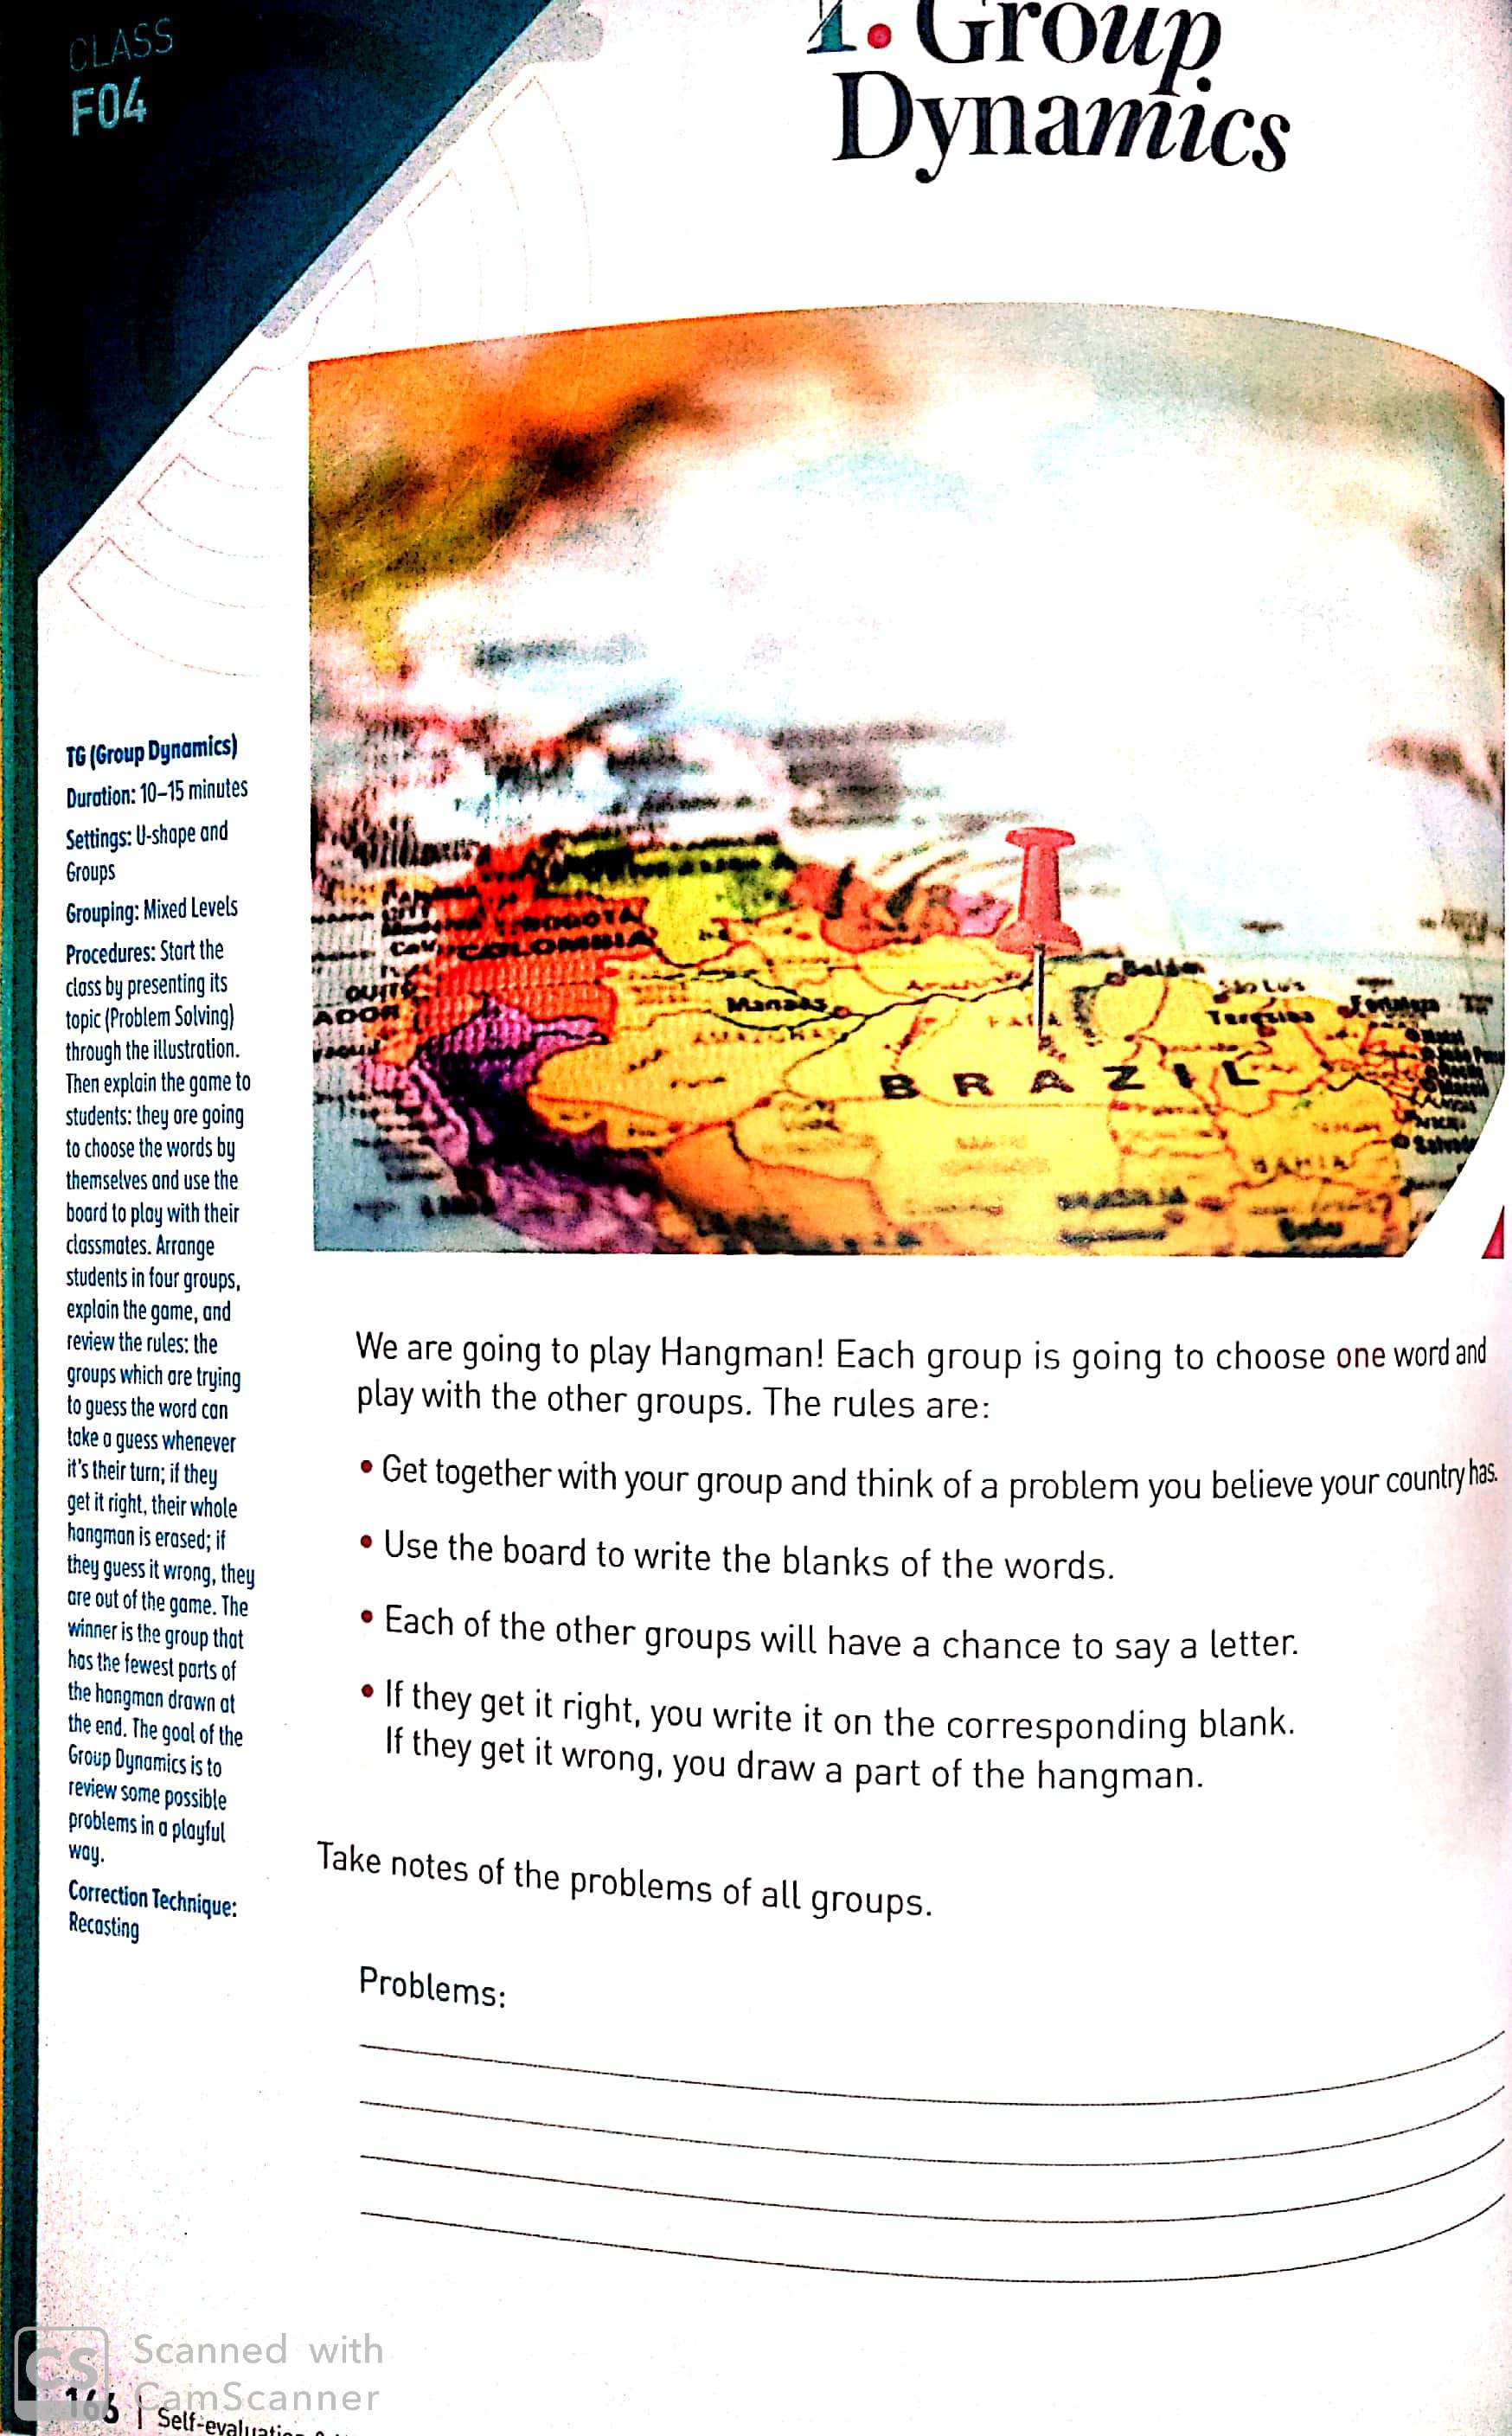 CLASS
F04
1. Group
Dynamics
TG (Group Dynamics)
Duration: 10–15 minutes
Settings: U-shape and
Groups
Grouping: Mixed Levels
Procedures: Start the
class by presenting its
topic (Problem Solving)
through the illustration.
Then explain the game to
students: they are going
to choose the words by
themselves and use the
board to play with their
classmates. Arrange
students in four groups,
explain the game, and
review the rules: the
groups which are trying
to guess the word can
take a guess whenever
it's their turn; if they
get it right, their whole
hangman is erased; if
they guess it wrong, they
are out of the game. The
winner is the group that
has the fewest parts of
the hangman drawn at
the end. The goal of the
Group Dynamics is to
review some possible
problems in a playful
way.
Correction Technique:
Recasting
BOGOTA
COLOMBIA
QUITO
ADOR
Manaus
Belém
São Luís
Teresina
Fortaleza
Natal
PARÁ
BRAZIL
BAHIA
Salvado
We are going to play Hangman! Each group is going to choose one word and
play with the other groups. The rules are:
• Get together with your group and think of a problem you believe your country has.
• Use the board to write the blanks of the words.
• Each of the other groups will have a chance to say a letter.
• If they get it right, you write it on the corresponding blank.
If they get it wrong, you draw a part of the hangman.
Take notes of the problems of all groups.
Problems:
CS
Scanned with
CamScanner
166 | Self-evaluation